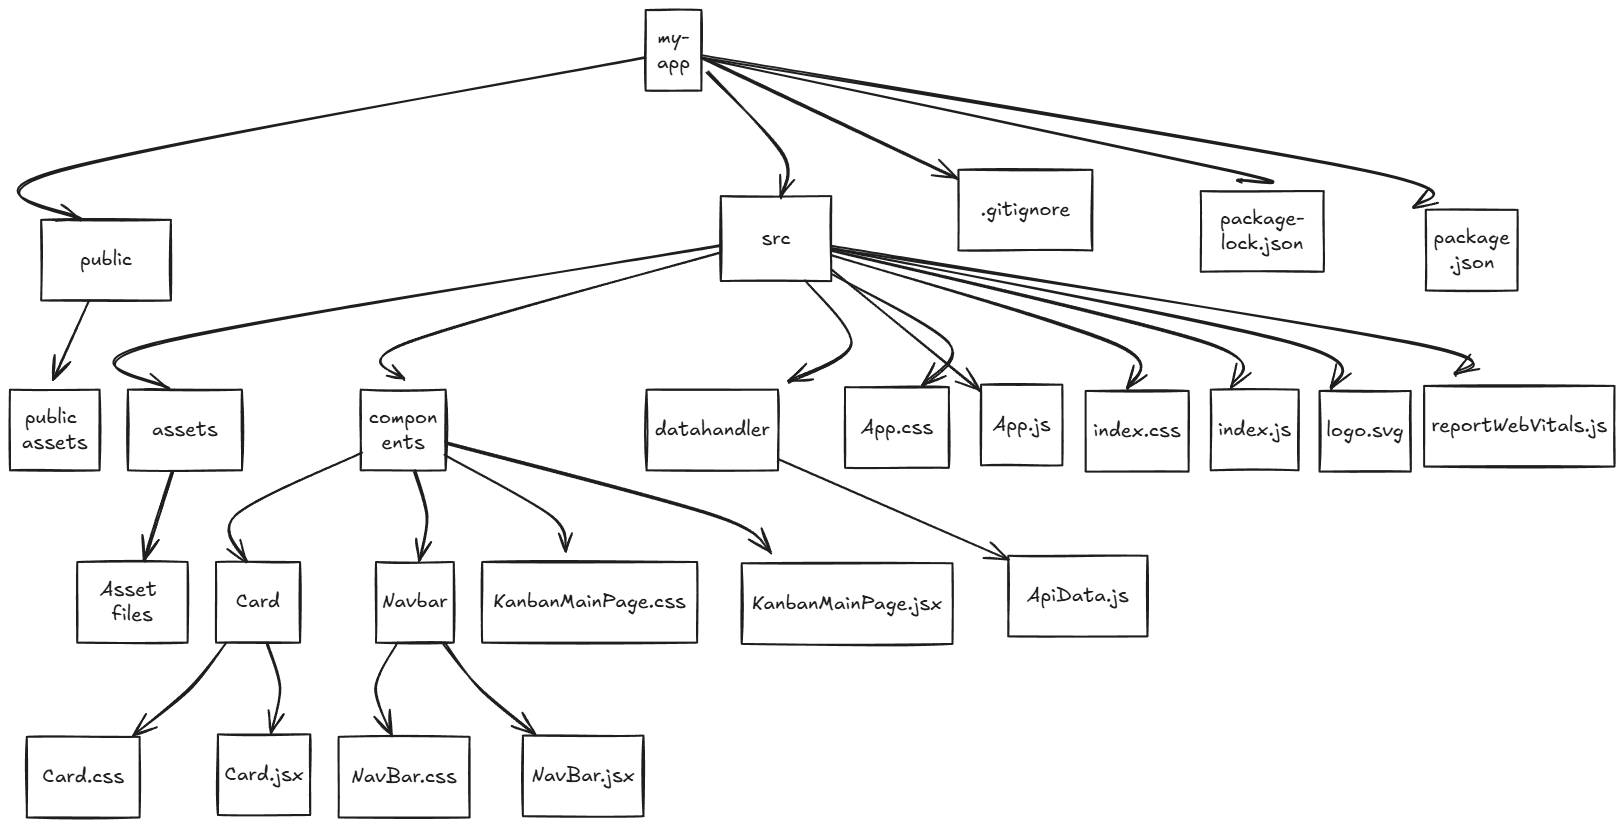 my-
app
.gitignore
package-
lock.json
package
.json
src
public
public
assets
assets
compon
ents
datahandler
App.css
App.js
index.css
index.js
logo.svg
reportWebVitals.js
Asset
files
Card
Navbar
KanbanMainPage.css
KanbanMainPage.jsx
ApiData.js
Card.css
Card.jsx
NavBar.css
NavBar.jsx